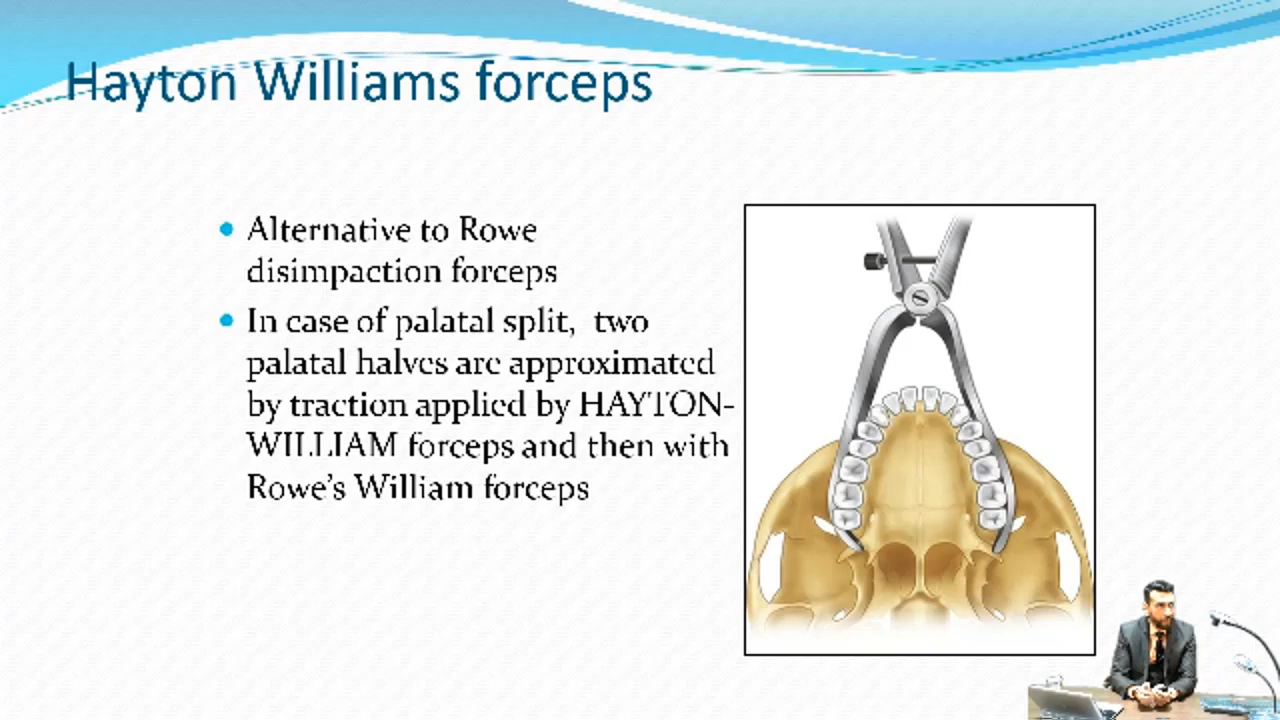 Hayton Williams forceps
Alternative to Rowe
disimpaction forceps
In case of palatal split, two
palatal halves are approximated
by traction applied by HAYTON-
WILLIAM forceps and then with
Rowe’s William forceps